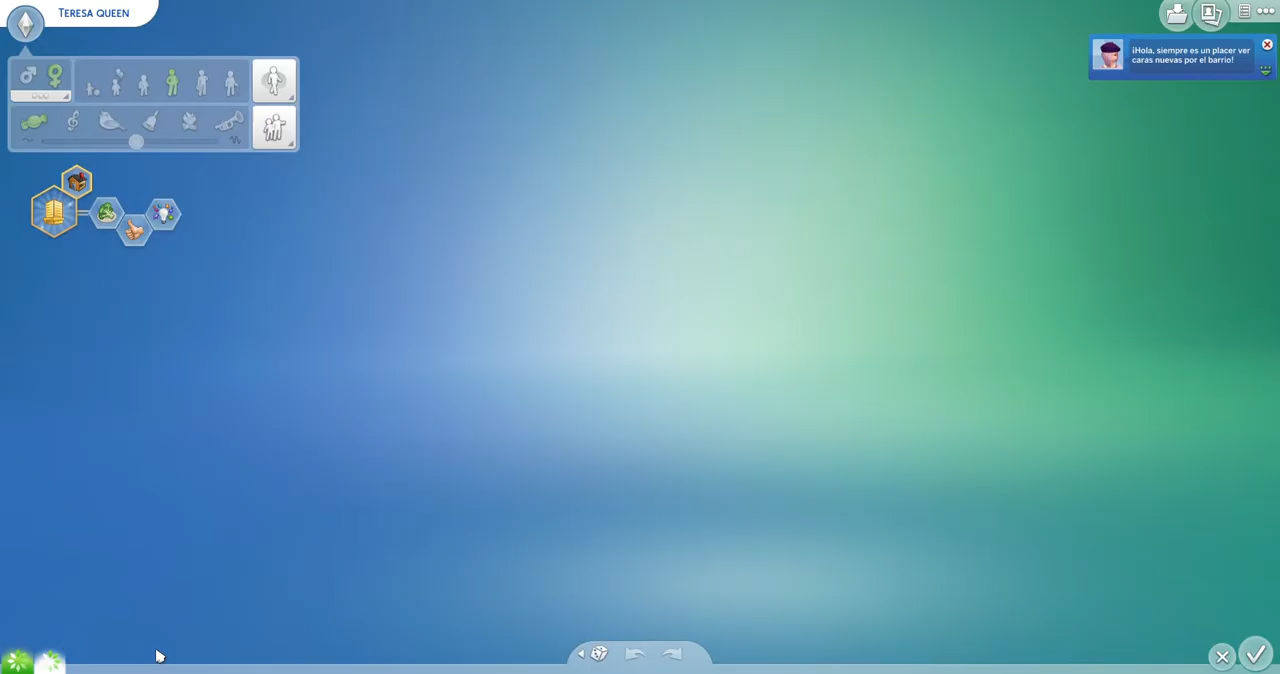 TERESA QUEEN
¡Hola, siempre es un placer ver
caras nuevas por el barrio!